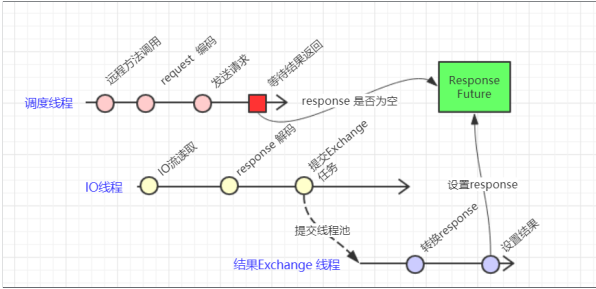 远程方法调用
request 编码
发送请求
等待结果返回
调度线程
response 是否为空
Response
Future
IO流读取
response 解码
提交Exchange
任务
IO线程
设置response
提交线程池
转换response
设置结果
结果Exchange 线程